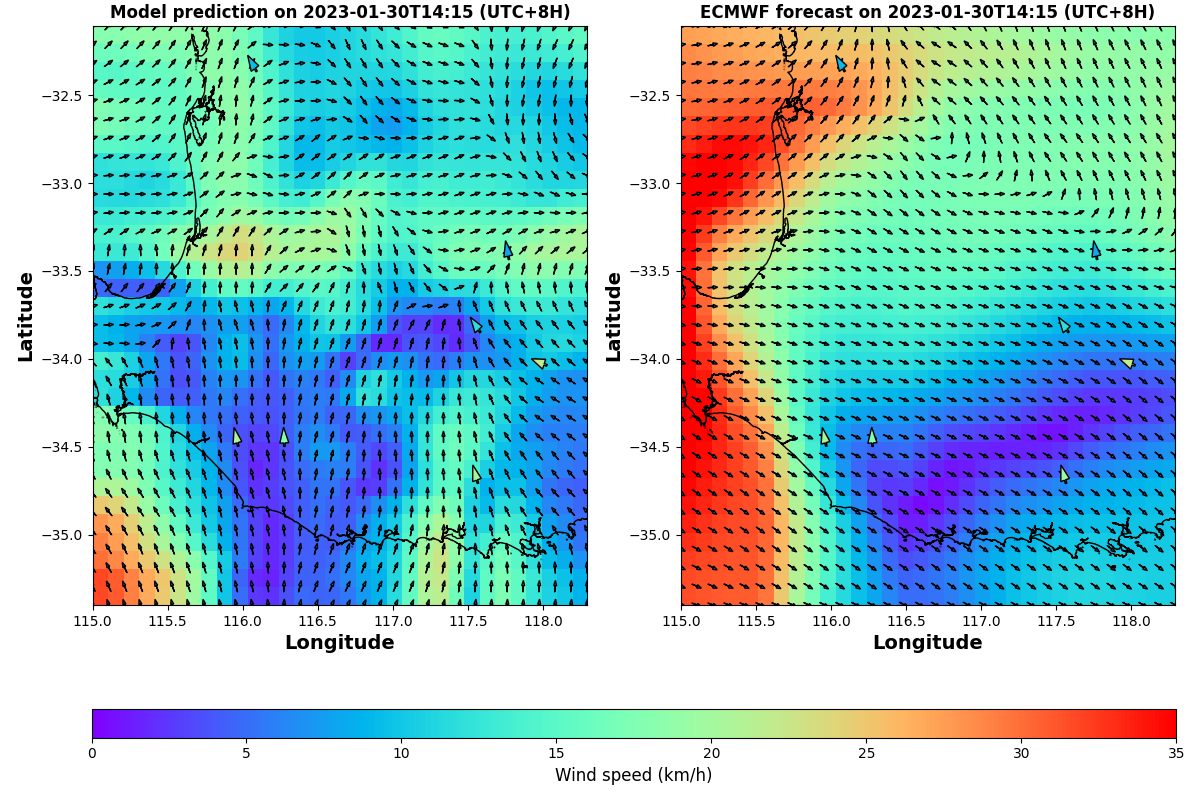 Model prediction on 2023-01-30T14:15 (UTC+8H)
ECMWF forecast on 2023-01-30T14:15 (UTC+8H)
Latitude
−32.5
−33.0
−33.5
−34.0
−34.5
−35.0
115.0 115.5 116.0 116.5 117.0 117.5 118.0
Longitude
Latitude
−32.5
−33.0
−33.5
−34.0
−34.5
−35.0
115.0 115.5 116.0 116.5 117.0 117.5 118.0
Longitude
0 5 10 15 20 25 30 35
Wind speed (km/h)